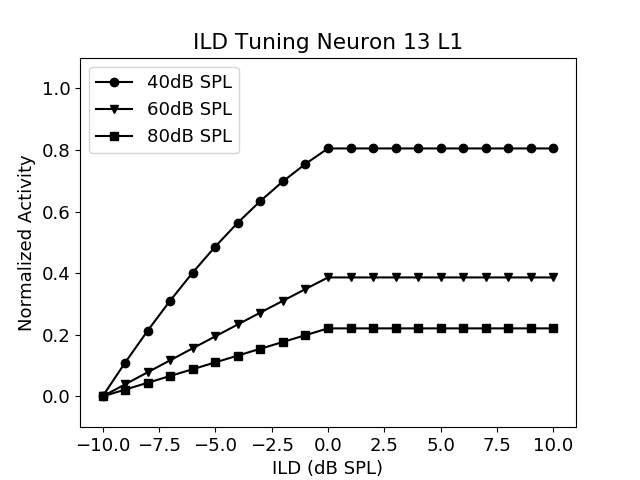 ILD Tuning Neuron 13 L1
40dB SPL
60dB SPL
80dB SPL
Normalized Activity
1.0
0.8
0.6
0.4
0.2
0.0
−10.0 −7.5 −5.0 −2.5 0.0 2.5 5.0 7.5 10.0
ILD (dB SPL)